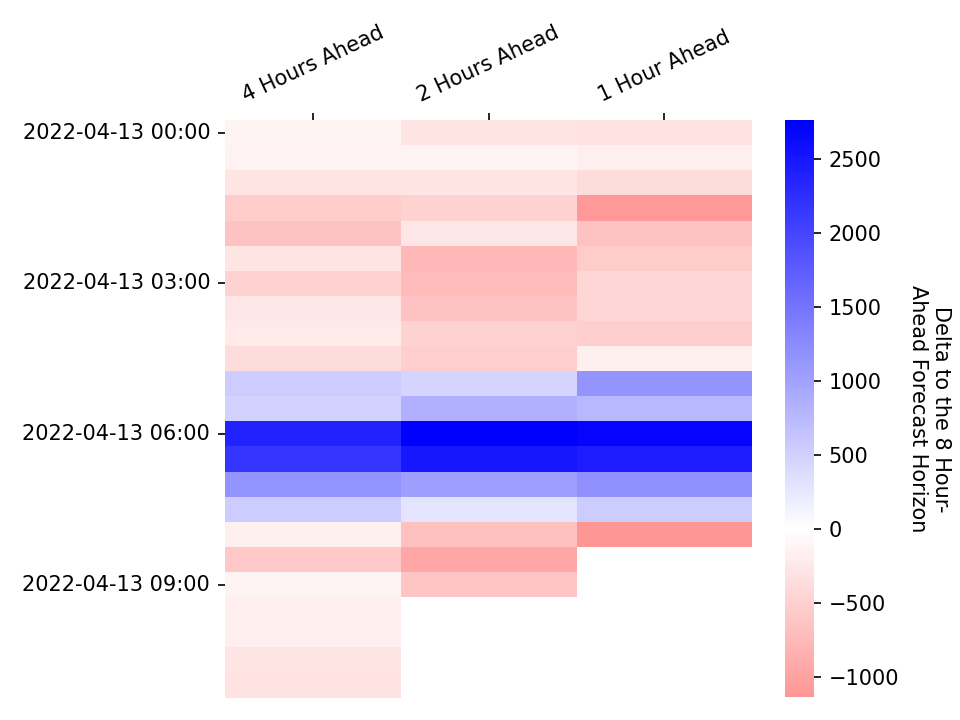 4 Hours Ahead
2 Hours Ahead
1 Hour Ahead
2022-04-13 00:00
2022-04-13 03:00
2022-04-13 06:00
2022-04-13 09:00
2500
2000
1500
1000
500
0
−500
−1000
Delta to the 8 Hour-
Ahead Forecast Horizon